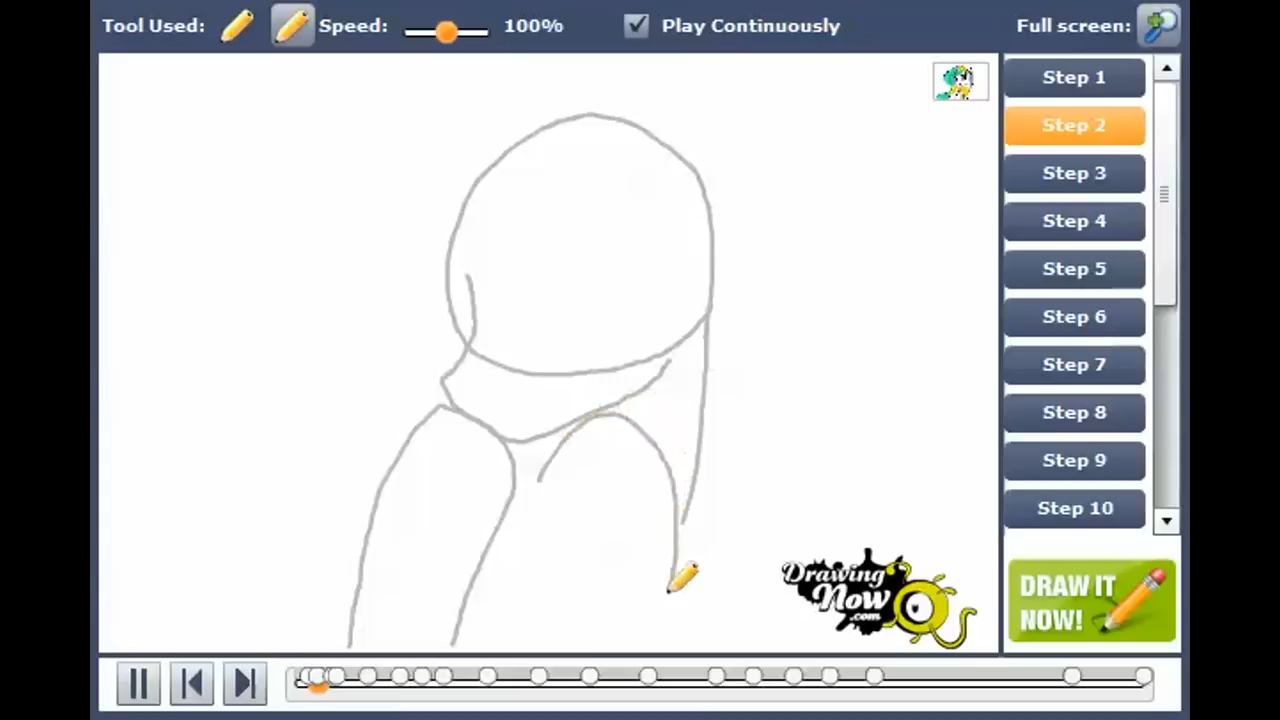 Tool Used: Speed: 100% Play Continuously Full screen:
Step 1
Step 2
Step 3
Step 4
Step 5
Step 6
Step 7
Step 8
Step 9
Step 10
Drawing
Now
.com
DRAW IT
NOW!